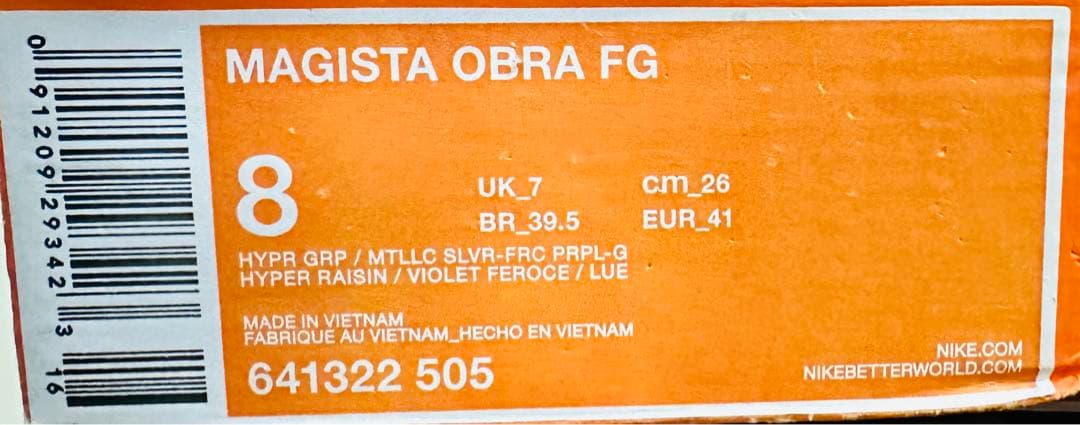 MAGISTA OBRA FG
8
UK_7
cm_26
BR_39.5
EUR_41
HYPR GRP / MTLLC SLVR-FRC PRPL-G
HYPER RAISIN / VIOLET FEROCE / LUE
MADE IN VIETNAM
FABRIQUE AU VIETNAM_HECHO EN VIETNAM
641322 505
NIKE.COM
NIKEBETTERWORLD.COM
0 91209 29342 3
16